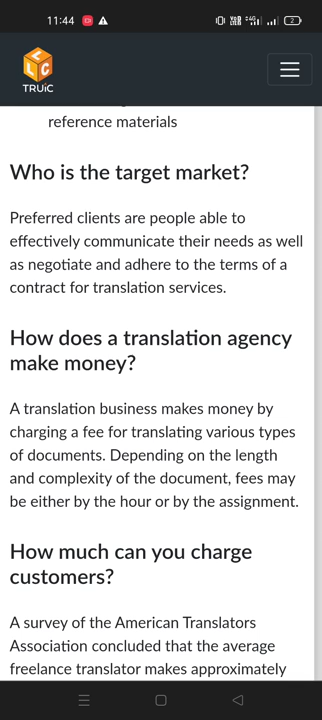 11:44
2
TRUiC
reference materials
Who is the target market?
Preferred clients are people able to
effectively communicate their needs as well
as negotiate and adhere to the terms of a
contract for translation services.
How does a translation agency
make money?
A translation business makes money by
charging a fee for translating various types
of documents. Depending on the length
and complexity of the document, fees may
be either by the hour or by the assignment.
How much can you charge
customers?
A survey of the American Translators
Association concluded that the average
freelance translator makes approximately